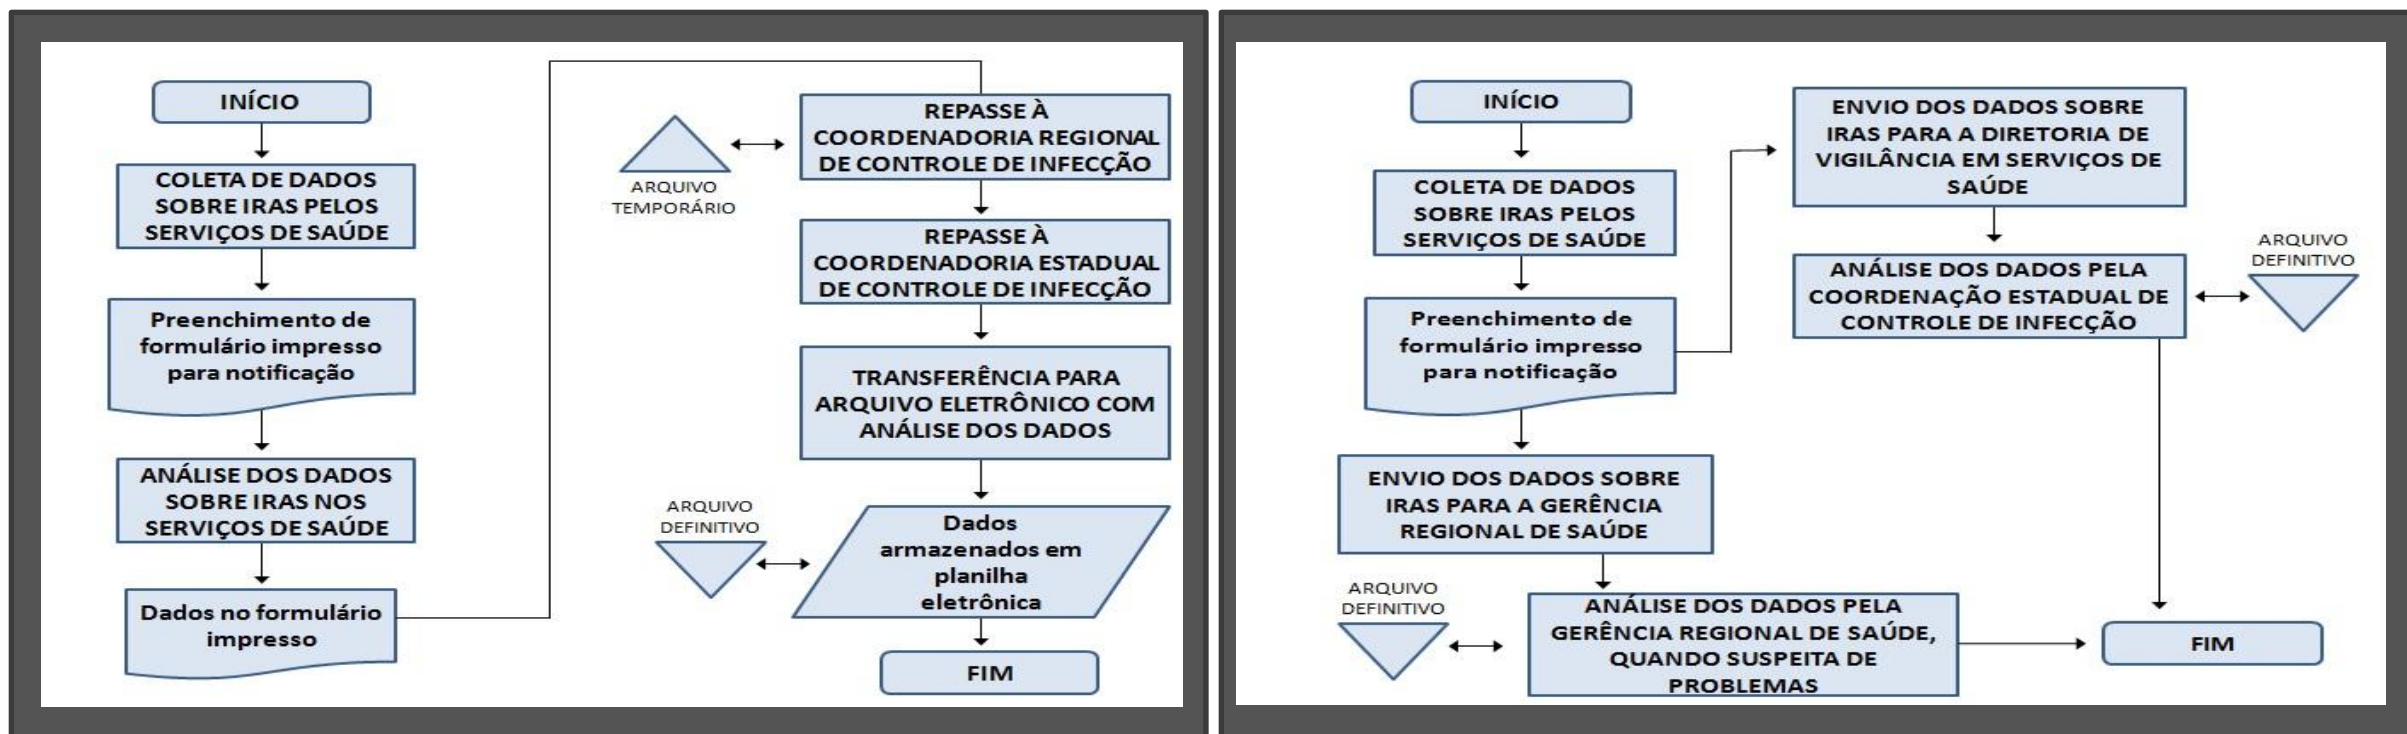 INÍCIO
COLETA DE DADOS
SOBRE IRAS PELOS
SERVIÇOS DE SAÚDE
Preenchimento de
formulário impresso
para notificação
ANÁLISE DOS DADOS
SOBRE IRAS NOS
SERVIÇOS DE SAÚDE
Dados no formulário
impresso
REPASSE À
COORDENADORIA REGIONAL
DE CONTROLE DE INFECÇÃO
ARQUIVO
TEMPORÁRIO
REPASSE À
COORDENADORIA ESTADUAL
DE CONTROLE DE INFECÇÃO
TRANSFERÊNCIA PARA
ARQUIVO ELETRÔNICO COM
ANÁLISE DOS DADOS
ARQUIVO
DEFINITIVO
Dados
armazenados em
planilha
eletrônica
FIM
INÍCIO
COLETA DE DADOS
SOBRE IRAS PELOS
SERVIÇOS DE SAÚDE
Preenchimento de
formulário impresso
para notificação
ENVIO DOS DADOS SOBRE
IRAS PARA A GERÊNCIA
REGIONAL DE SAÚDE
ARQUIVO
DEFINITIVO
ANÁLISE DOS DADOS PELA
GERÊNCIA REGIONAL DE SAÚDE,
QUANDO SUSPEITA DE
PROBLEMAS
ENVIO DOS DADOS SOBRE
IRAS PARA A DIRETORIA DE
VIGILÂNCIA EM SERVIÇOS DE
SAÚDE
ARQUIVO
DEFINITIVO
ANÁLISE DOS DADOS PELA
COORDENAÇÃO ESTADUAL DE
CONTROLE DE INFECÇÃO
FIM